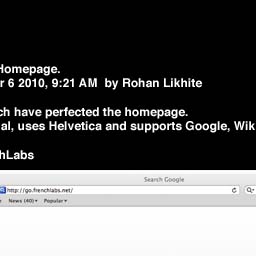 Homepage.
r 6 2010, 9:21 AM by Rohan Likhite
ch have perfected the homepage.
al, uses Helvetica and supports Google, Wik
chLabs
Search Google
http://go.frenchlabs.net/
News (40) Popular